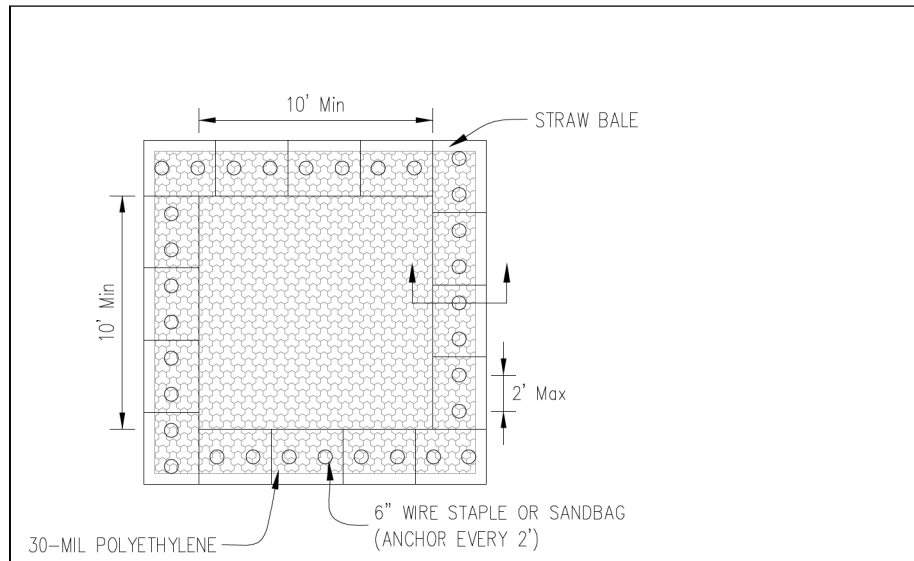 10' Min
STRAW BALE
10' Min
2' Max
6" WIRE STAPLE OR SANDBAG
(ANCHOR EVERY 2')
30-MIL POLYETHYLENE